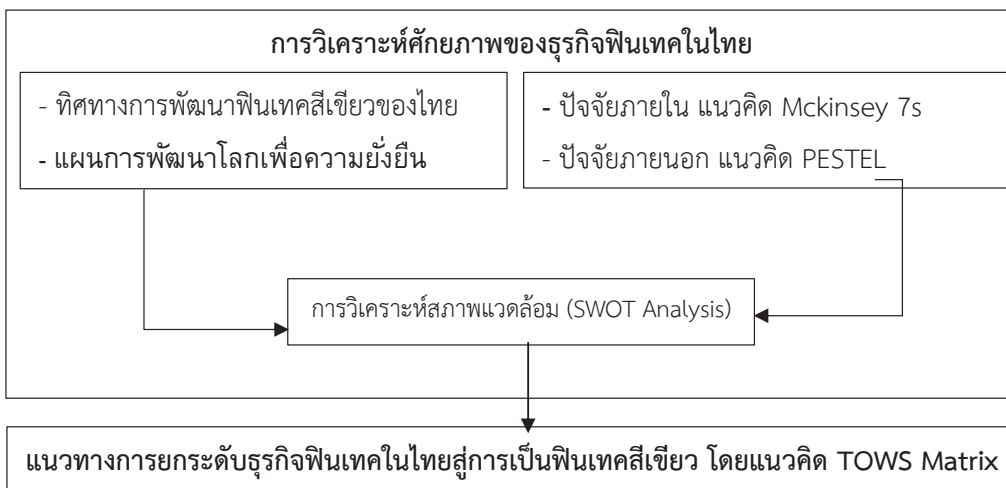 การวิเคราะห์ศักยภาพของธุรกิจฟินเทคในไทย
- ทิศทางการพัฒนาฟินเทคสีเขียวของไทย
- แผนการพัฒนาโลกเพื่อความยั่งยืน
- ปัจจัยภายใน แนวคิด Mckinsey 7s
- ปัจจัยภายนอก แนวคิด PESTEL
การวิเคราะห์สภาพแวดล้อม (SWOT Analysis)
แนวทางการยกระดับธุรกิจฟินเทคในไทยสู่การเป็นฟินเทคสีเขียว โดยแนวคิด TOWS Matrix